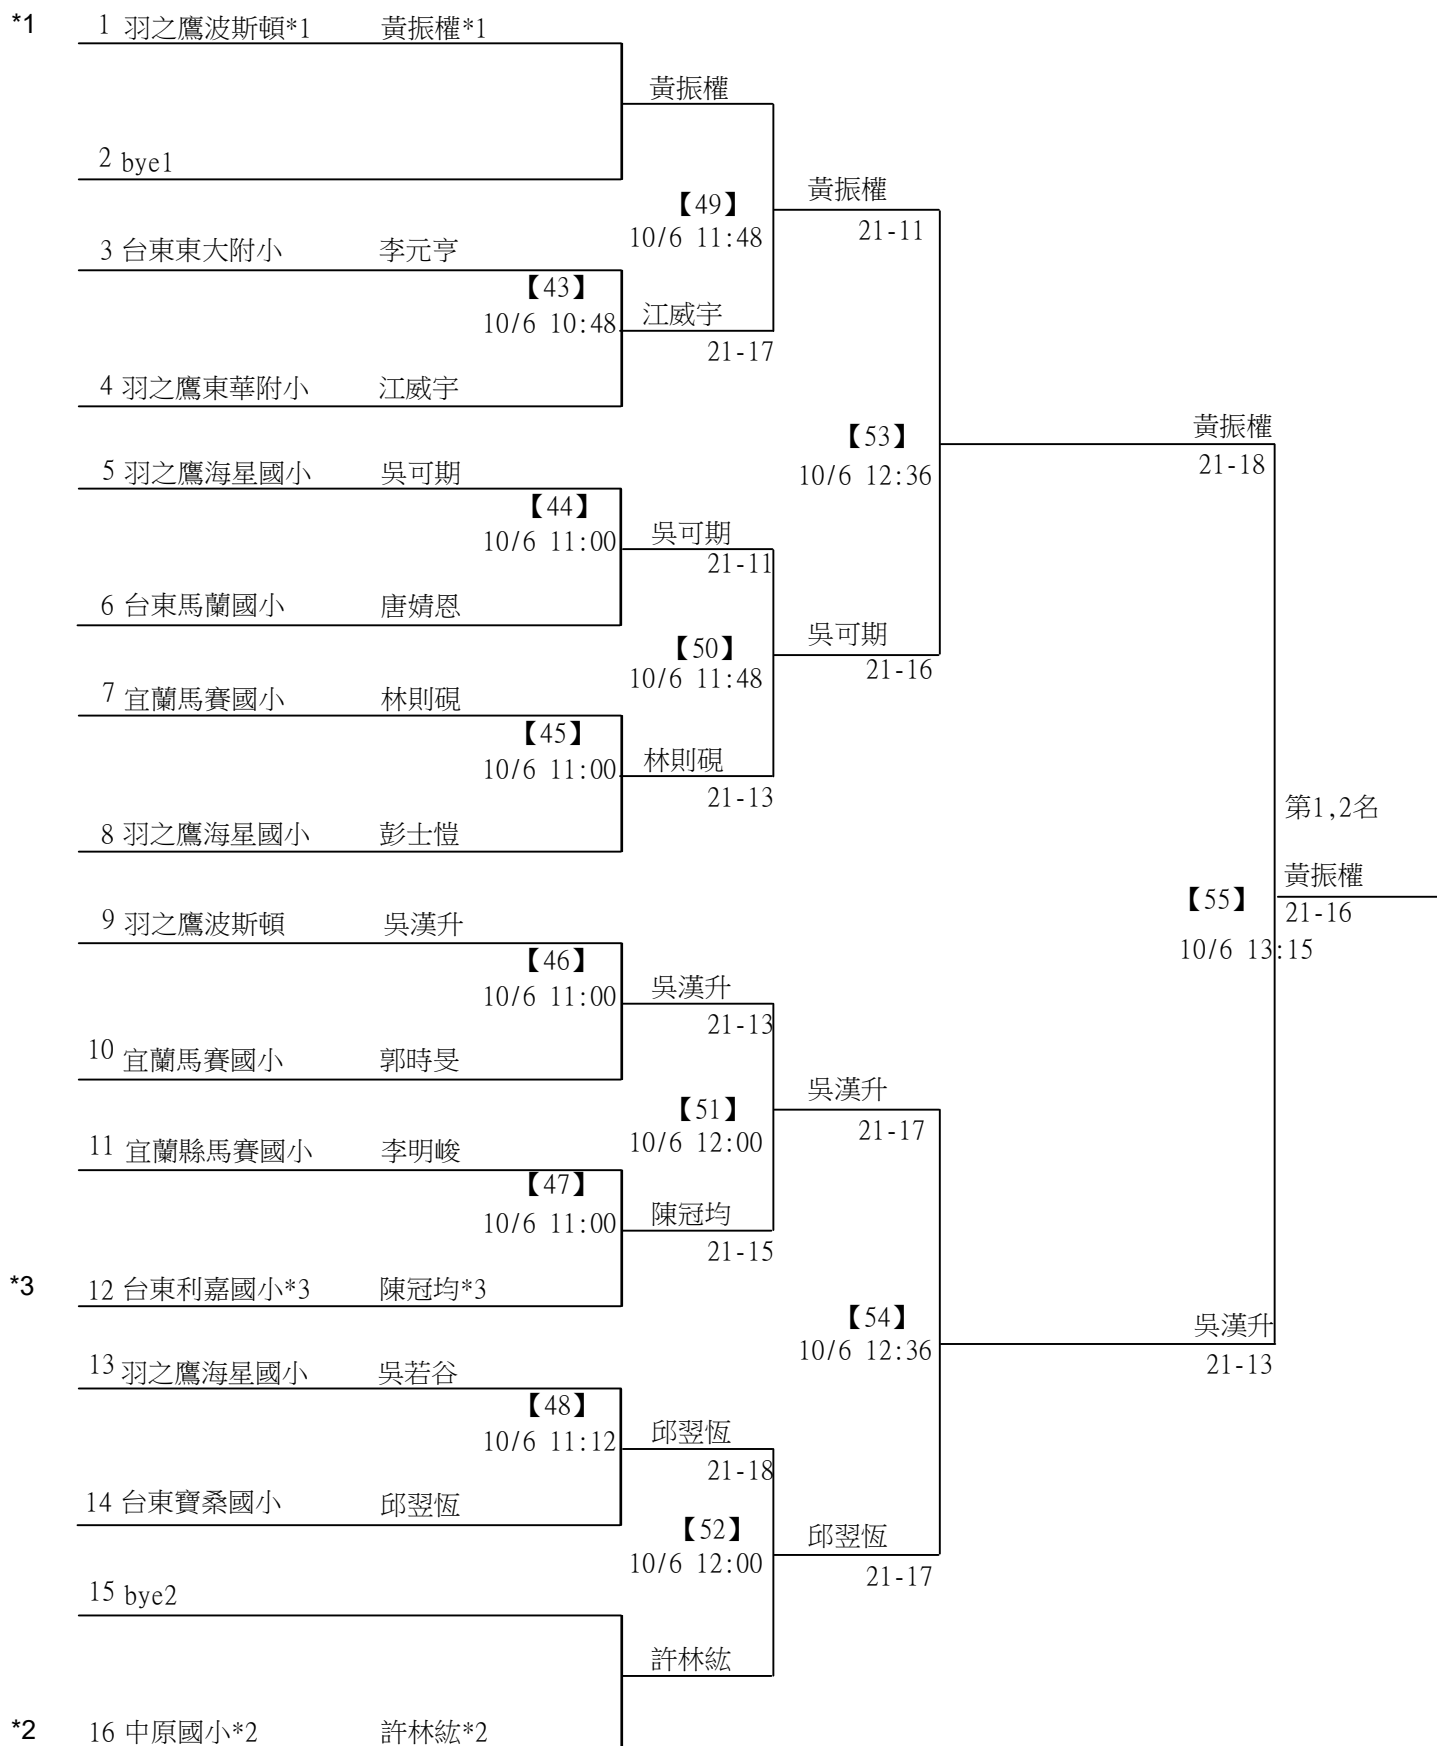 *1 1 羽之鷹波斯頓*1 黃振權*1
黃振權
2 bye1
黃振權
【49】
21-11
10/6 11:48
3 台東東大附小 李元亨
【43】
江威宇
10/6 10:48
21-17
4 羽之鷹東華附小 江威宇
黃振權
【53】
21-18
10/6 12:36
5 羽之鷹海星國小 吳可期
【44】
吳可期
10/6 11:00
21-11
6 台東馬蘭國小 唐婧恩
吳可期
【50】
21-16
10/6 11:48
7 宜蘭馬賽國小 林則硯
【45】
林則硯
10/6 11:00
21-13
第1,2名
8 羽之鷹海星國小 彭士愷
黃振權
【55】
21-16
10/6 13:15
9 羽之鷹波斯頓 吳漢升
【46】
吳漢升
10/6 11:00
21-13
10 宜蘭馬賽國小 郭時旻
吳漢升
【51】
21-17
10/6 12:00
11 宜蘭縣馬賽國小 李明峻
【47】
陳冠均
10/6 11:00
21-15
*3 12 台東利嘉國小*3 陳冠均*3
【54】
吳漢升
10/6 12:36
21-13
13 羽之鷹海星國小 吳若谷
【48】
邱翌恆
10/6 11:12
21-18
14 台東寶桑國小 邱翌恆
【52】
邱翌恆
10/6 12:00
21-17
15 bye2
許林紘
*2 16 中原國小*2 許林紘*2